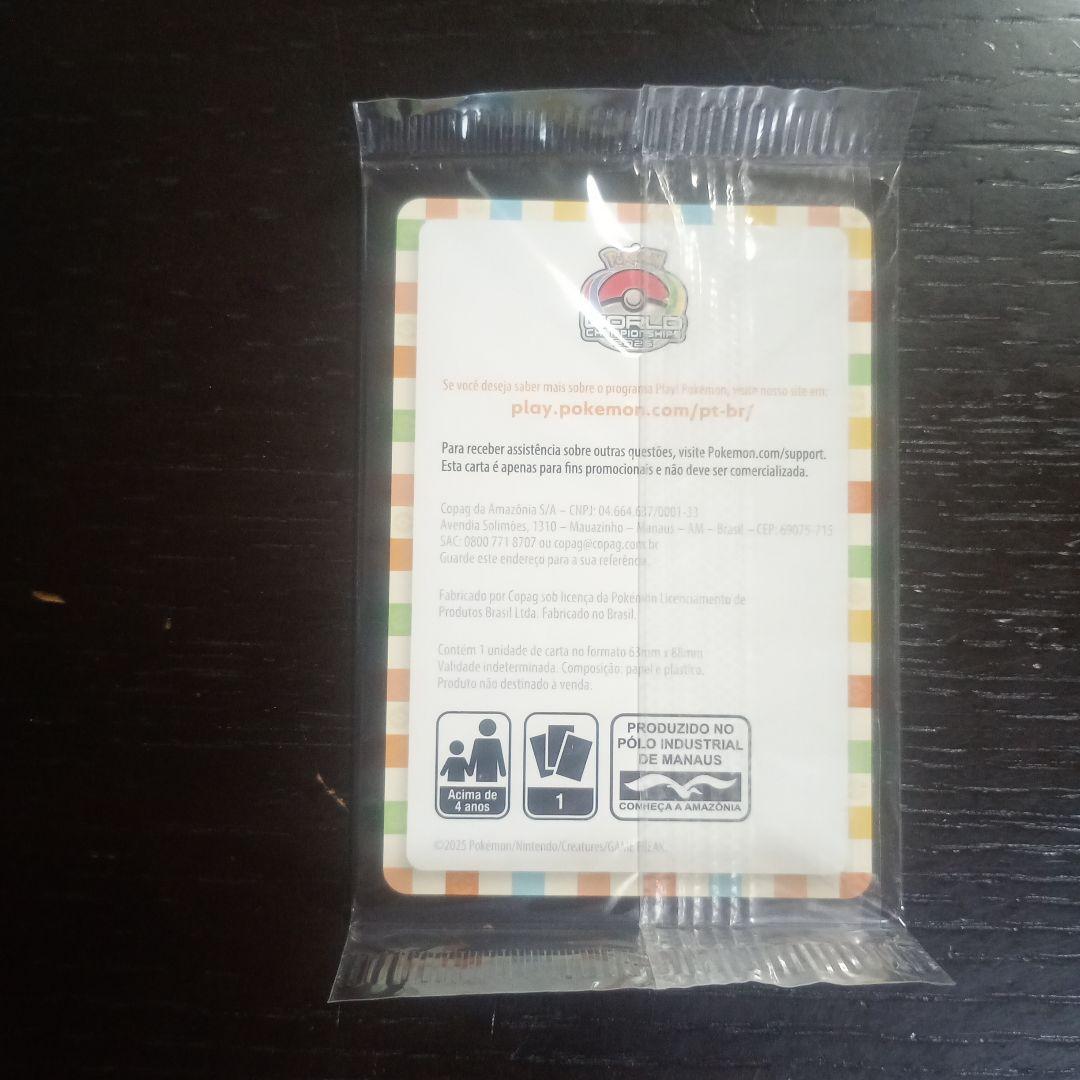 Pokémon
WORLD
CHAMPIONSHIPS
Se você deseja saber mais sobre o programa Play! Pokémon, visite nosso site em:
play.pokemon.com/pt-br/
Para receber assistência sobre outras questões, visite Pokemon.com/support.
Esta carta é apenas para fins promocionais e não deve ser comercializada.
Copag da Amazônia S/A – CNPJ: 04.664.637/0001-33
Avendia Solimões, 1310 – Mauazinho – Manaus – AM – Brasil – CEP: 69075-715
SAC: 0800 771 8707 ou copag@copag.com.br
Guarde este endereço para a sua referência.
Fabricado por Copag sob licença da Pokémon Licenciamento de
Produtos Brasil Ltda. Fabricado no Brasil.
Contém 1 unidade de carta no formato 63mm x 88mm
Validade indeterminada. Composição: papel e plástico.
Produto não destinado à venda.
Acima de
4 anos
1
PRODUZIDO NO
PÓLO INDUSTRIAL
DE MANAUS
CONHEÇA A AMAZÔNIA
©2025 Pokémon/Nintendo/Creatures/GAME FREAK.